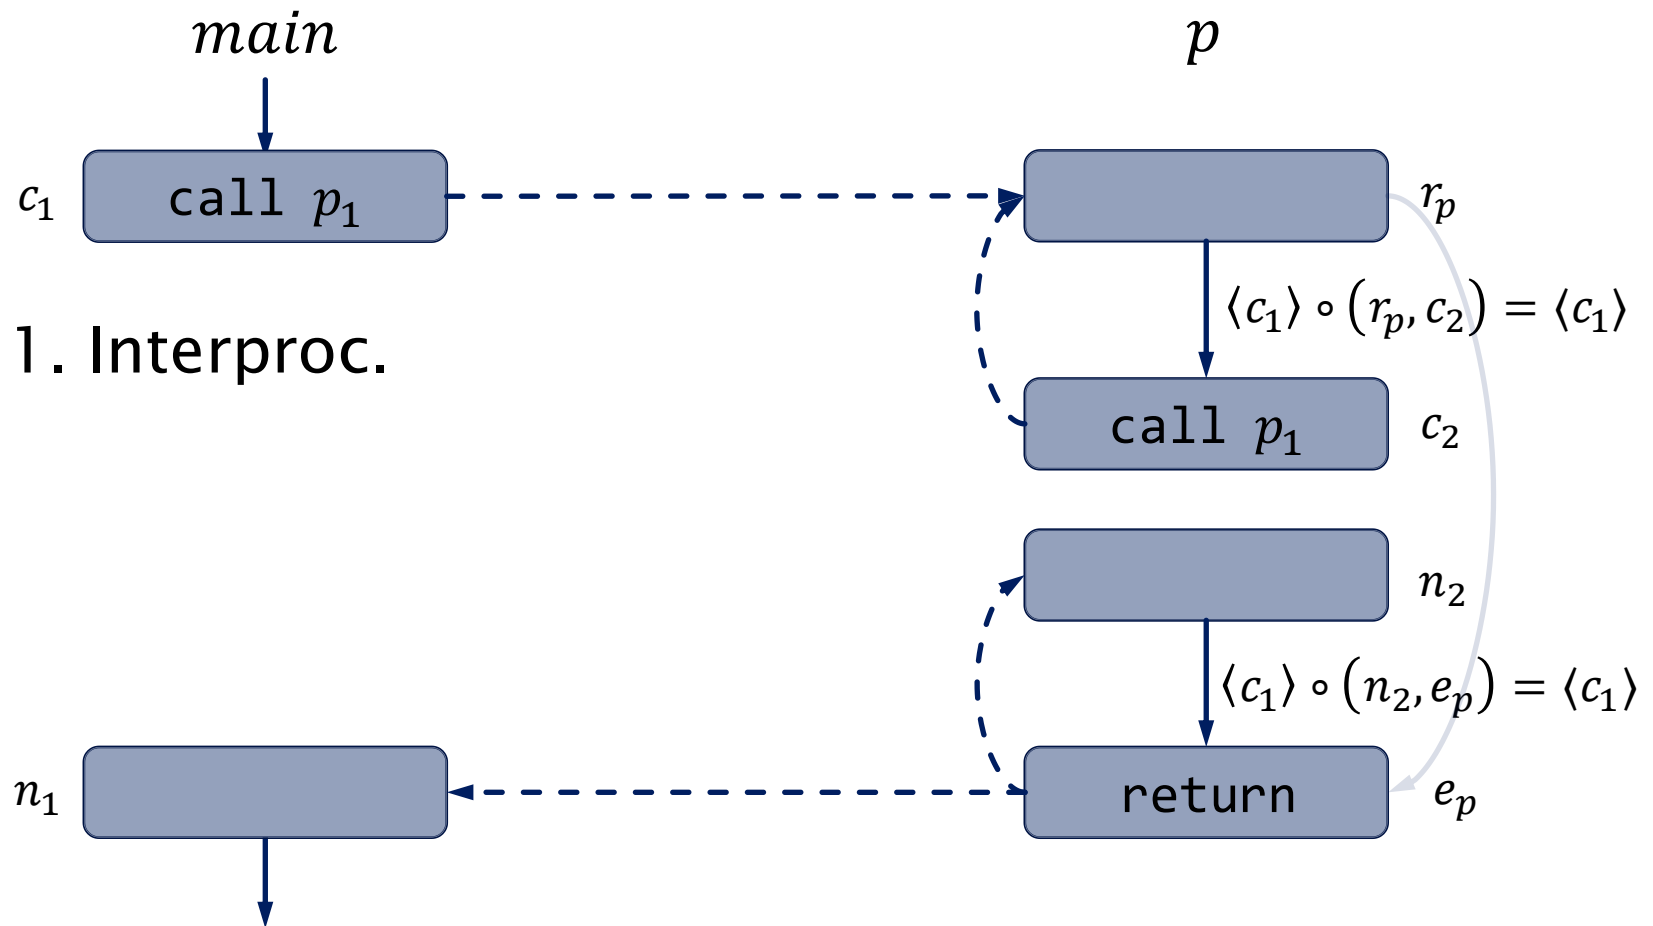 main
p
c₁
call p₁
r_p
⟨c₁⟩ ∘ (r_p, c₂) = ⟨c₁⟩
1. Interproc.
call p₁
c₂
n₂
⟨c₁⟩ ∘ (n₂, e_p) = ⟨c₁⟩
n₁
return
e_p